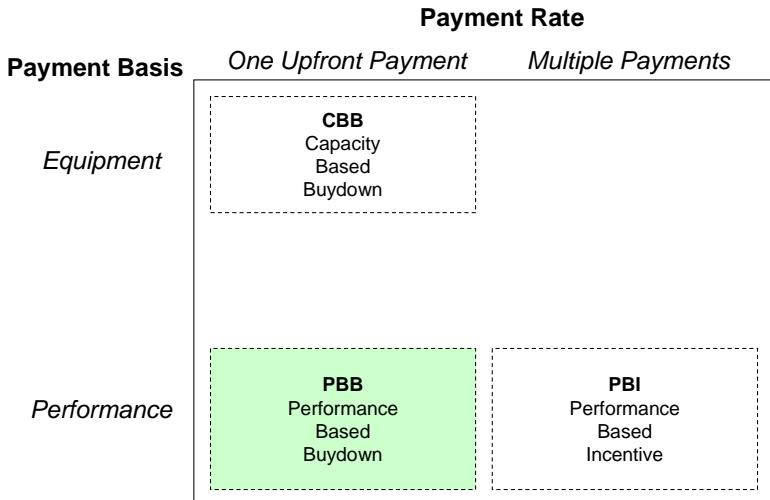 Payment Rate
Payment Basis
One Upfront Payment
Multiple Payments
Equipment
CBB
Capacity
Based
Buydown
Performance
PBB
Performance
Based
Buydown
PBI
Performance
Based
Incentive